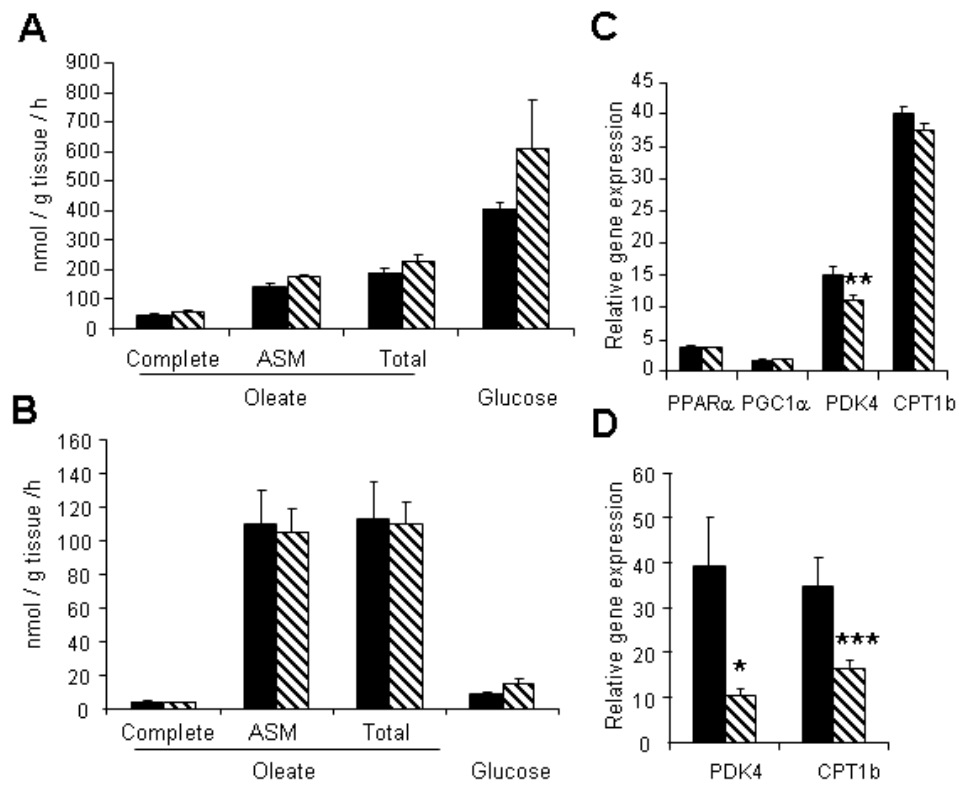 A
900
800
700
600
500
400
300
200
100
0
nmol / g tissue / h
Complete ASM Total
Oleate Glucose
B
160
140
120
100
80
60
40
20
0
nmol / g tissue /h
Complete ASM Total
Oleate Glucose
C
45
40
35
30
25
20
15
10
5
0
Relative gene expression
**
PPARα PGC1α PDK4 CPT1b
D
60
50
40
30
20
10
0
Relative gene expression
* ***
PDK4 CPT1b